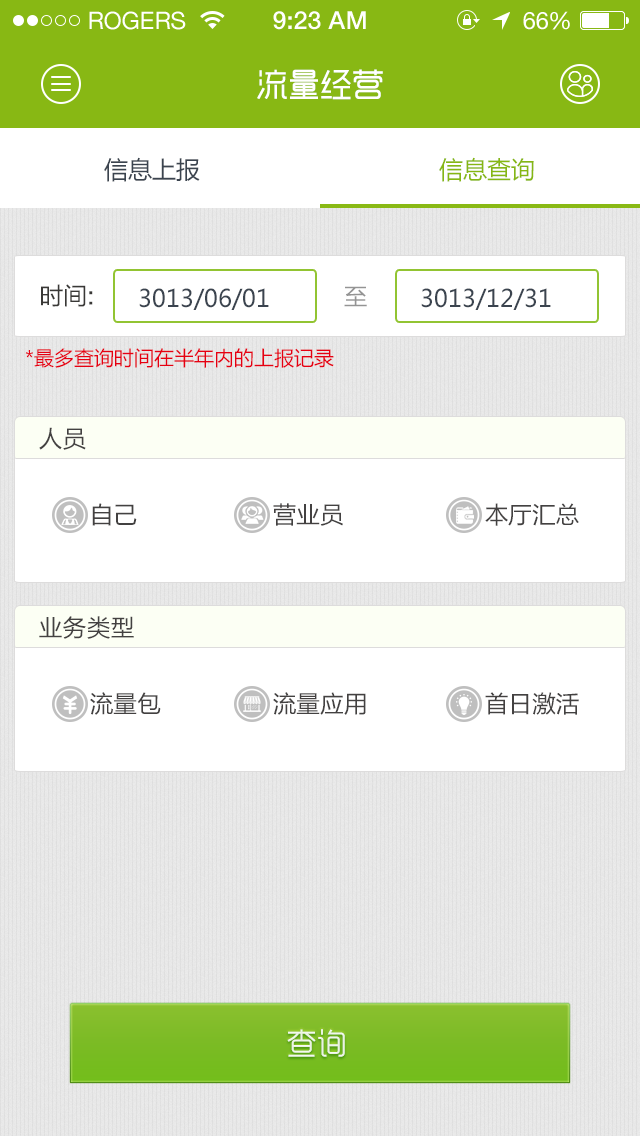 ROGERS 9:23 AM 66%
流量经营
信息上报 信息查询
时间: 3013/06/01 至 3013/12/31
*最多查询时间在半年内的上报记录
人员
自己 营业员 本厅汇总
业务类型
流量包 流量应用 首日激活
查询